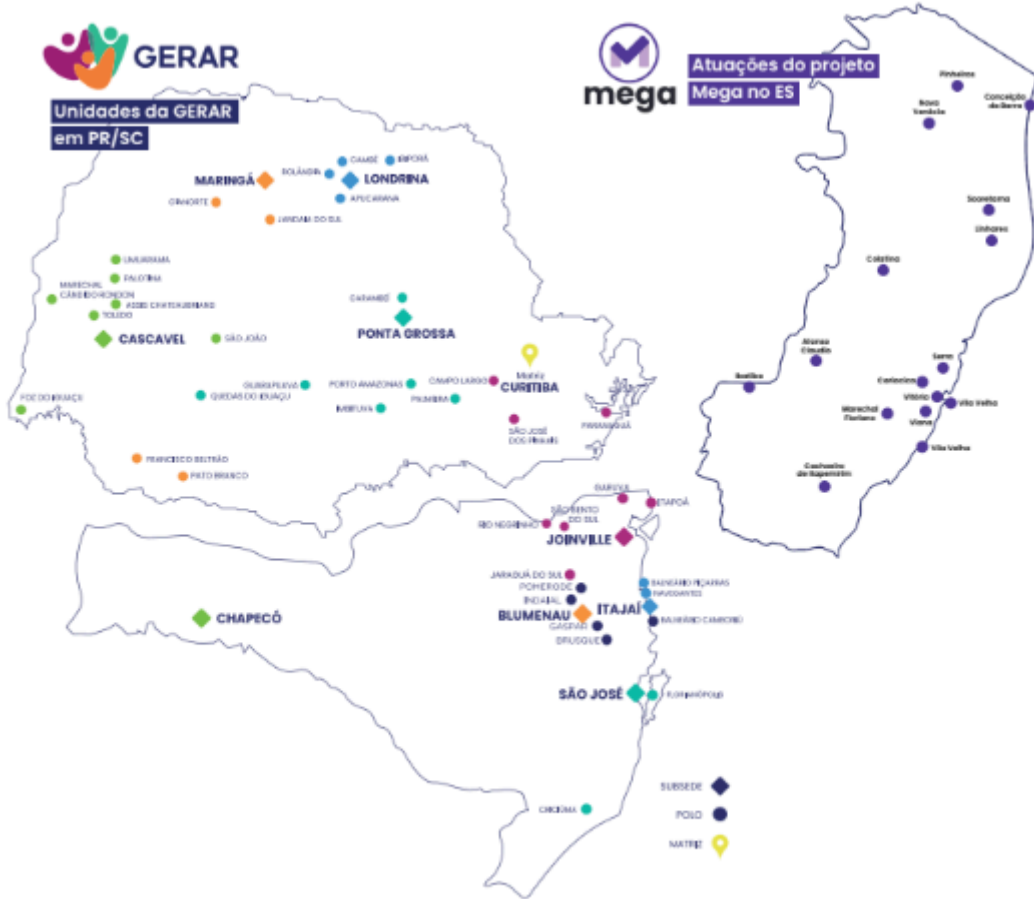 GERAR
Unidades da GERAR
em PR/SC
mega
Atuações do projeto
Mega no ES
Pinheiros
Conceição
da Barra
Nova
Venécia
Sooretama
Linhares
Colatina
Afonso
Claudio
Serra
Cariacica
Vitória
Vila Velha
Viana
Marechal
Floriano
Vila Velha
Cachoeiro
de Itapemirim
CAMBÉ
IBIPORÃ
ROLÂNDIA
MARINGÁ
LONDRINA
APUCARANA
CIANORTE
JANDAIA DO SUL
UMUARAMA
PALOTINA
MARECHAL
CÂNDIDO RONDON
ASSIS CHATEAUBRIAND
TOLEDO
CASCAVEL
SÃO JOÃO
CARAMBÉÍ
PONTA GROSSA
Matriz
CURITIBA
CAMPO LARGO
GUARAPUAVA
QUEDAS DO IGUAÇU
PORTO AMAZONAS
PALMEIRA
IMBITUVA
FOZ DO IGUAÇU
SÃO JOSÉ
DOS PINHAIS
PARANAGUÁ
FRANCISCO BELTRÃO
PATO BRANCO
GARUVA
ITAPOÁ
SÃO BENTO
DO SUL
RIO NEGRINHO
JOINVILLE
JARAGUÁ DO SUL
POMERODE
INDAIAL
BLUMENAU
GASPAR
BRUSQUE
BALNEÁRIO PIÇARRAS
NAVEGANTES
ITAJAÍ
BALNEÁRIO CAMBORIÚ
CHAPECÓ
SÃO JOSÉ
FLORIANÓPOLIS
CRICIÚMA
SUBSEDE
POLO
MATRIZ